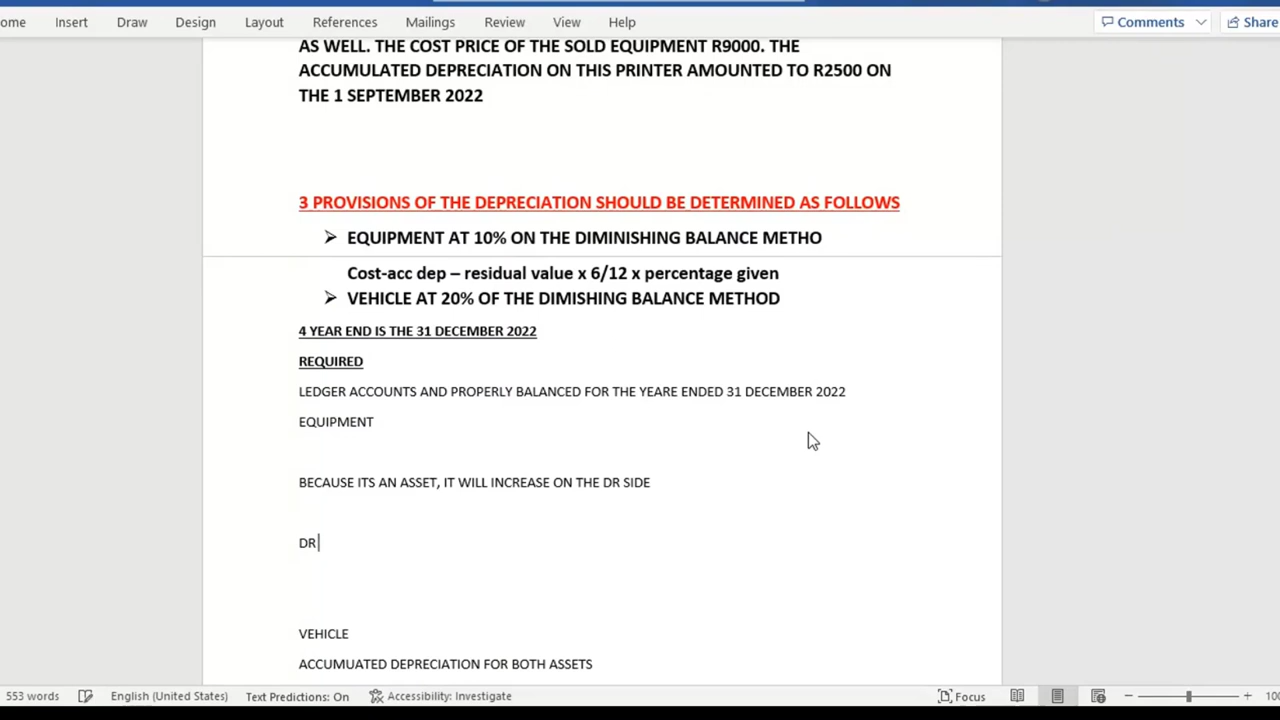 ome Insert Draw Design Layout References Mailings Review View Help Comments Share
AS WELL. THE COST PRICE OF THE SOLD EQUIPMENT R9000. THE
ACCUMULATED DEPRECIATION ON THIS PRINTER AMOUNTED TO R2500 ON
THE 1 SEPTEMBER 2022
3 PROVISIONS OF THE DEPRECIATION SHOULD BE DETERMINED AS FOLLOWS
➢ EQUIPMENT AT 10% ON THE DIMINISHING BALANCE METHO
Cost-acc dep – residual value x 6/12 x percentage given
➢ VEHICLE AT 20% OF THE DIMISHING BALANCE METHOD
4 YEAR END IS THE 31 DECEMBER 2022
REQUIRED
LEDGER ACCOUNTS AND PROPERLY BALANCED FOR THE YEARE ENDED 31 DECEMBER 2022
EQUIPMENT
BECAUSE ITS AN ASSET, IT WILL INCREASE ON THE DR SIDE
DR
VEHICLE
ACCUMUATED DEPRECIATION FOR BOTH ASSETS
553 words English (United States) Text Predictions: On Accessibility: Investigate Focus 100